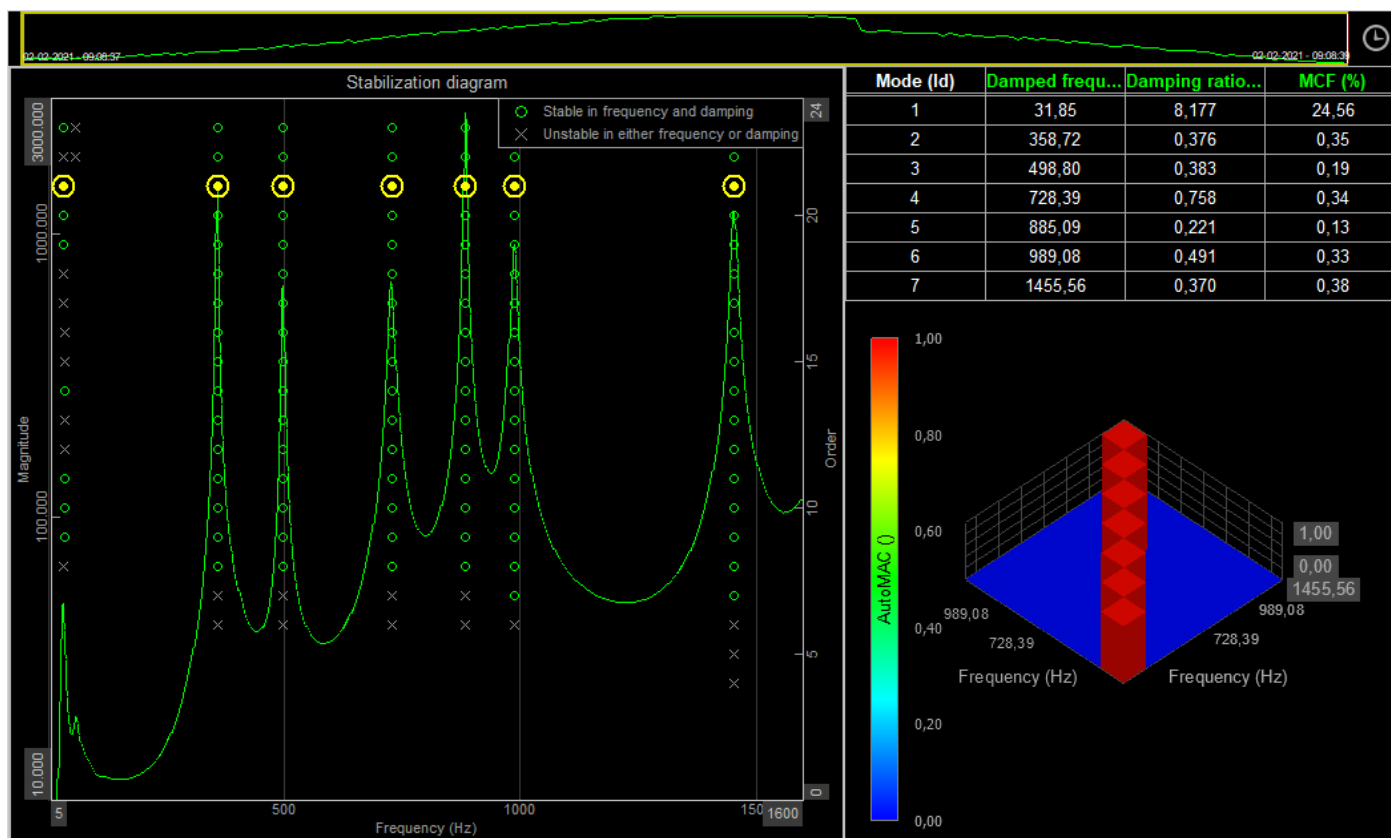 02-02-2021 - 09:08:37
02-02-2021 - 09:08:39
Stabilization diagram
Stable in frequency and damping
Unstable in either frequency or damping
3000.000
1000.000
100.000
10.000
Magnitude
24
20
15
10
5
0
Order
5
500
1000
1600
Frequency (Hz)
Mode (Id) Damped frequ... Damping ratio... MCF (%)
1 31,85 8,177 24,56
2 358,72 0,376 0,35
3 498,80 0,383 0,19
4 728,39 0,758 0,34
5 885,09 0,221 0,13
6 989,08 0,491 0,33
7 1455,56 0,370 0,38
1,00
0,80
0,60
0,40
0,20
0,00
AutoMAC ()
1,00
0,00
1455,56
989,08
989,08
728,39
728,39
Frequency (Hz)
Frequency (Hz)